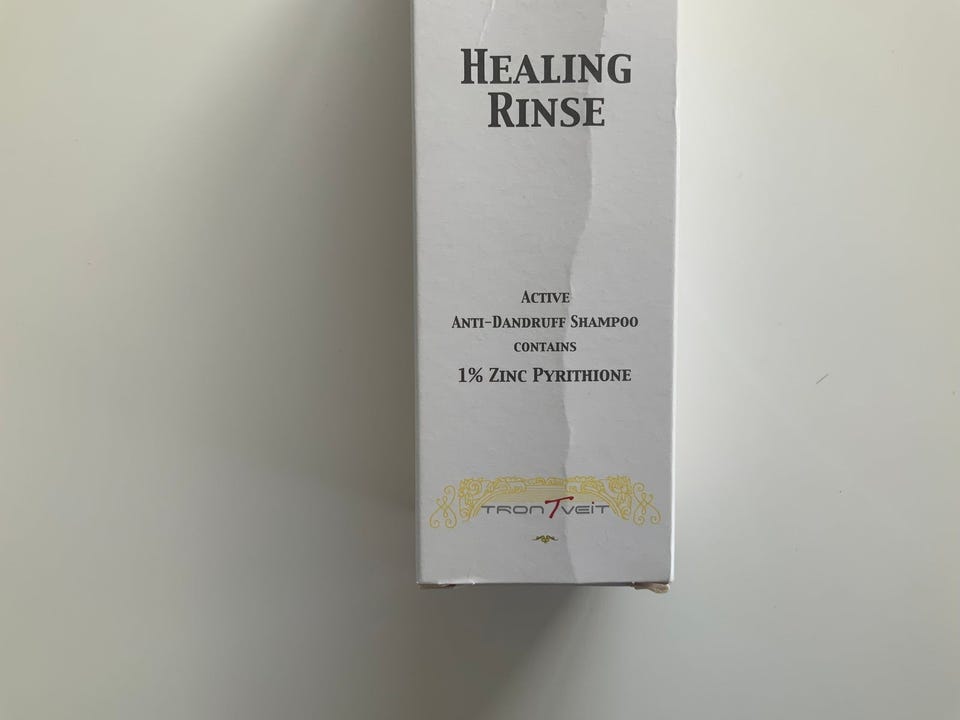 HEALING
RINSE
ACTIVE
ANTI-DANDRUFF SHAMPOO
CONTAINS
1% ZINC PYRITHIONE
TRONTVEIT